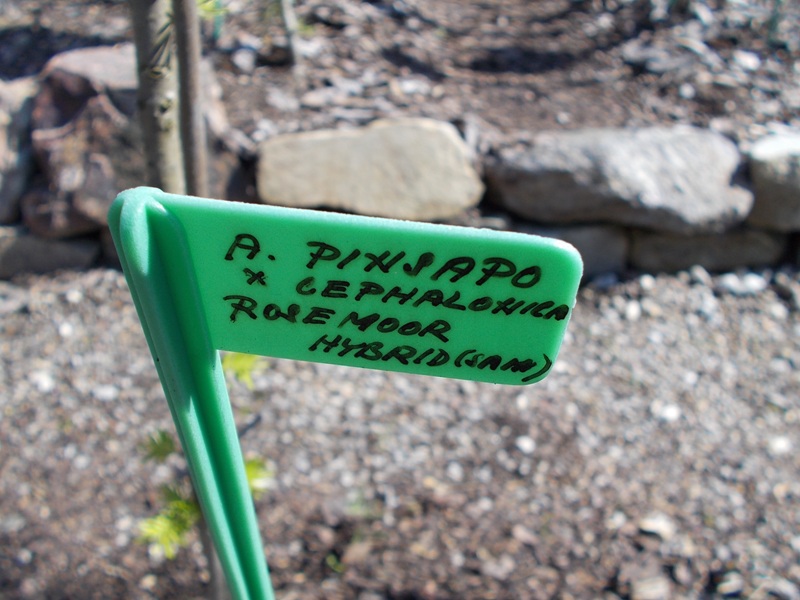 A. PINSAPO
x CEPHALONICA
ROSEMOOR
HYBRID (SAM)